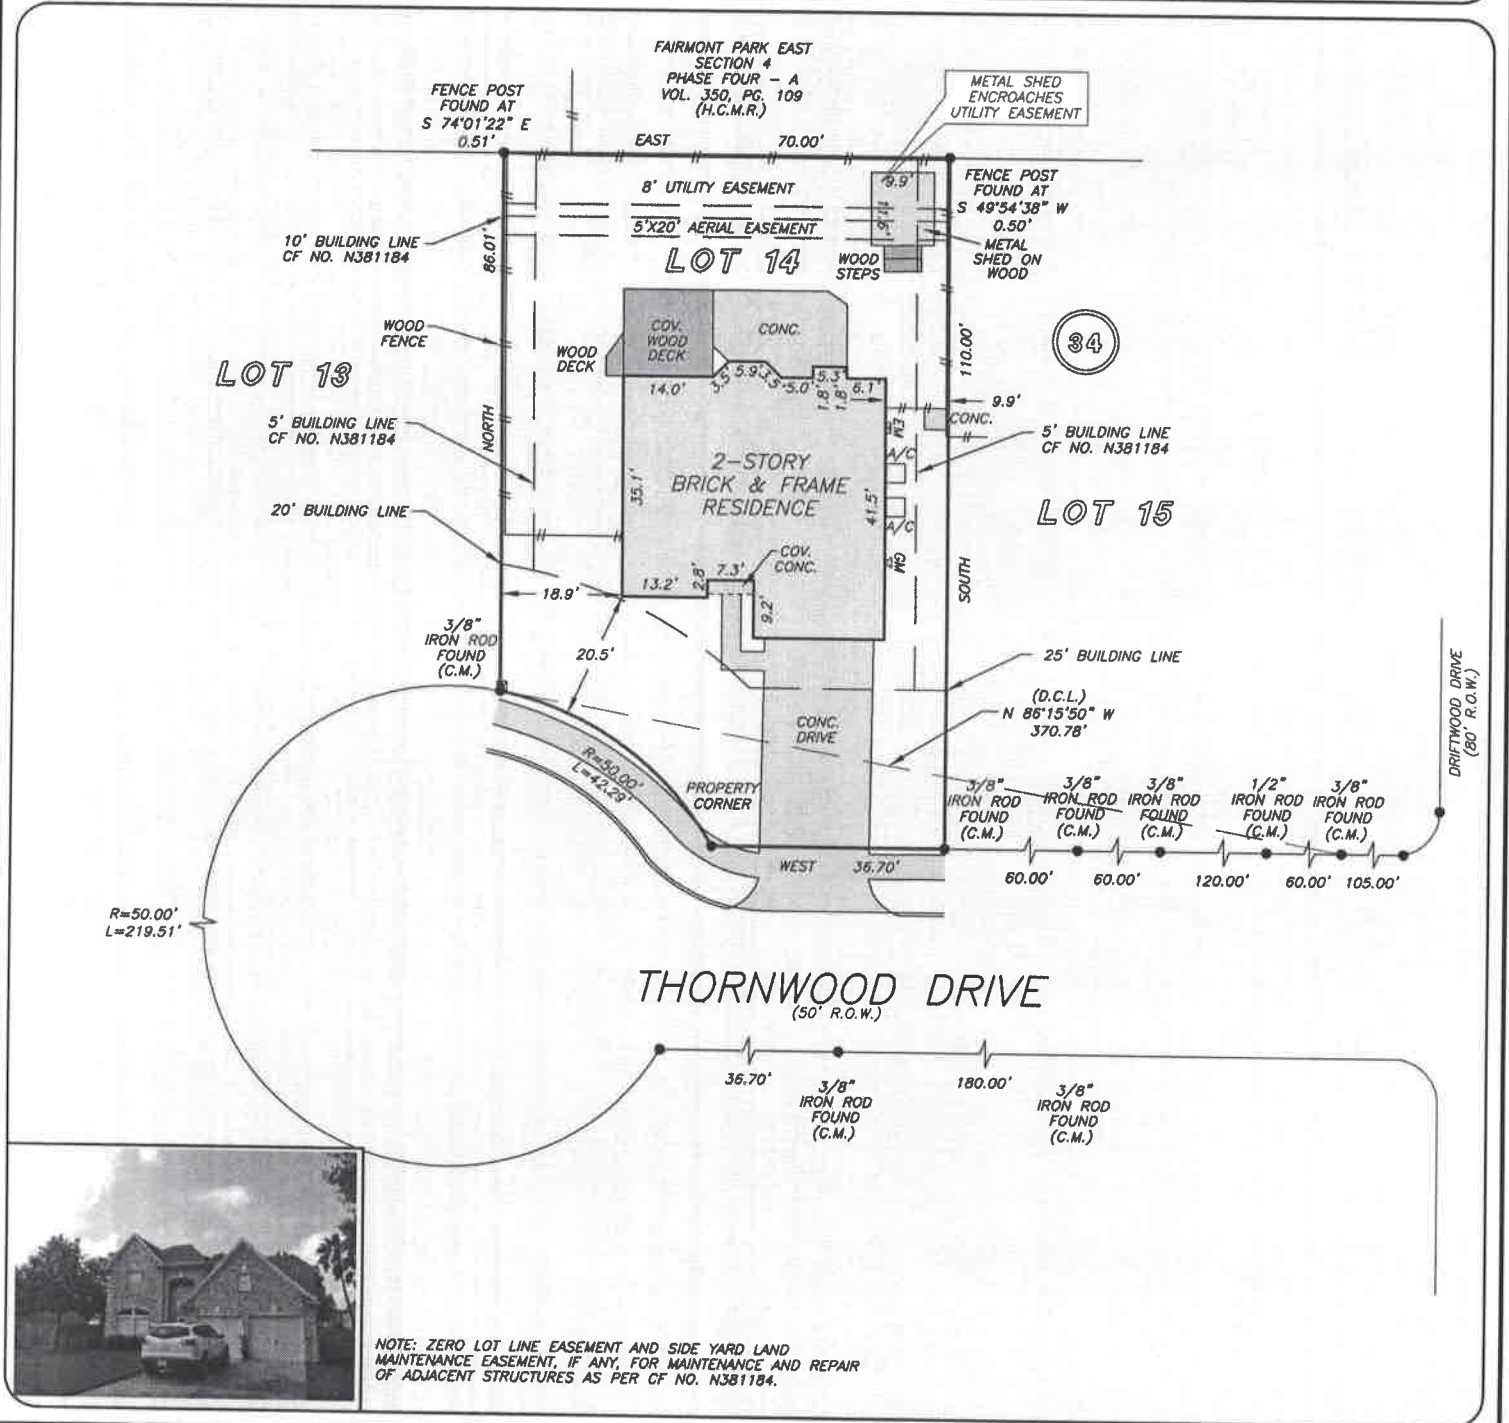 FAIRMONT PARK EAST
SECTION 4
PHASE FOUR - A
VOL. 350, PG. 109
(H.C.M.R.)
METAL SHED
ENCROACHES
UTILITY EASEMENT
FENCE POST
FOUND AT
S 74°01'22" E
0.51'
EAST
70.00'
9.9'
11.6'
FENCE POST
FOUND AT
S 49°54'38" W
0.50'
8' UTILITY EASEMENT
5'X20' AERIAL EASEMENT
10' BUILDING LINE
CF NO. N381184
86.01'
LOT 14
WOOD
STEPS
METAL
SHED ON
WOOD
WOOD
FENCE
LOT 13
WOOD
DECK
COV.
WOOD
DECK
CONC.
34
110.00'
14.0'
3.5'
5.9'
3.5'
5.0'
5.3'
1.8'
1.8'
6.1'
9.9'
CONC.
5' BUILDING LINE
CF NO. N381184
NORTH
EM
A/C
5' BUILDING LINE
CF NO. N381184
2-STORY
BRICK & FRAME
RESIDENCE
35.1'
41.5'
20' BUILDING LINE
A/C
LOT 15
COV.
CONC.
GM
13.2'
2.8'
7.3'
9.2'
SOUTH
18.9'
3/8"
IRON ROD
FOUND
(C.M.)
20.5'
25' BUILDING LINE
(D.C.L.)
N 86°15'50" W
370.78'
DRIFTWOOD DRIVE
(80' R.O.W.)
CONC.
DRIVE
R=50.00'
L=42.29'
PROPERTY
CORNER
3/8"
IRON ROD
FOUND
(C.M.)
3/8"
IRON ROD
FOUND
(C.M.)
3/8"
IRON ROD
FOUND
(C.M.)
1/2"
IRON ROD
FOUND
(C.M.)
3/8"
IRON ROD
FOUND
(C.M.)
WEST
36.70'
60.00'
60.00'
120.00'
60.00'
105.00'
R=50.00'
L=219.51'
THORNWOOD DRIVE
(50' R.O.W.)
36.70'
3/8"
IRON ROD
FOUND
(C.M.)
180.00'
3/8"
IRON ROD
FOUND
(C.M.)
NOTE: ZERO LOT LINE EASEMENT AND SIDE YARD LAND
MAINTENANCE EASEMENT, IF ANY, FOR MAINTENANCE AND REPAIR
OF ADJACENT STRUCTURES AS PER CF NO. N381184.